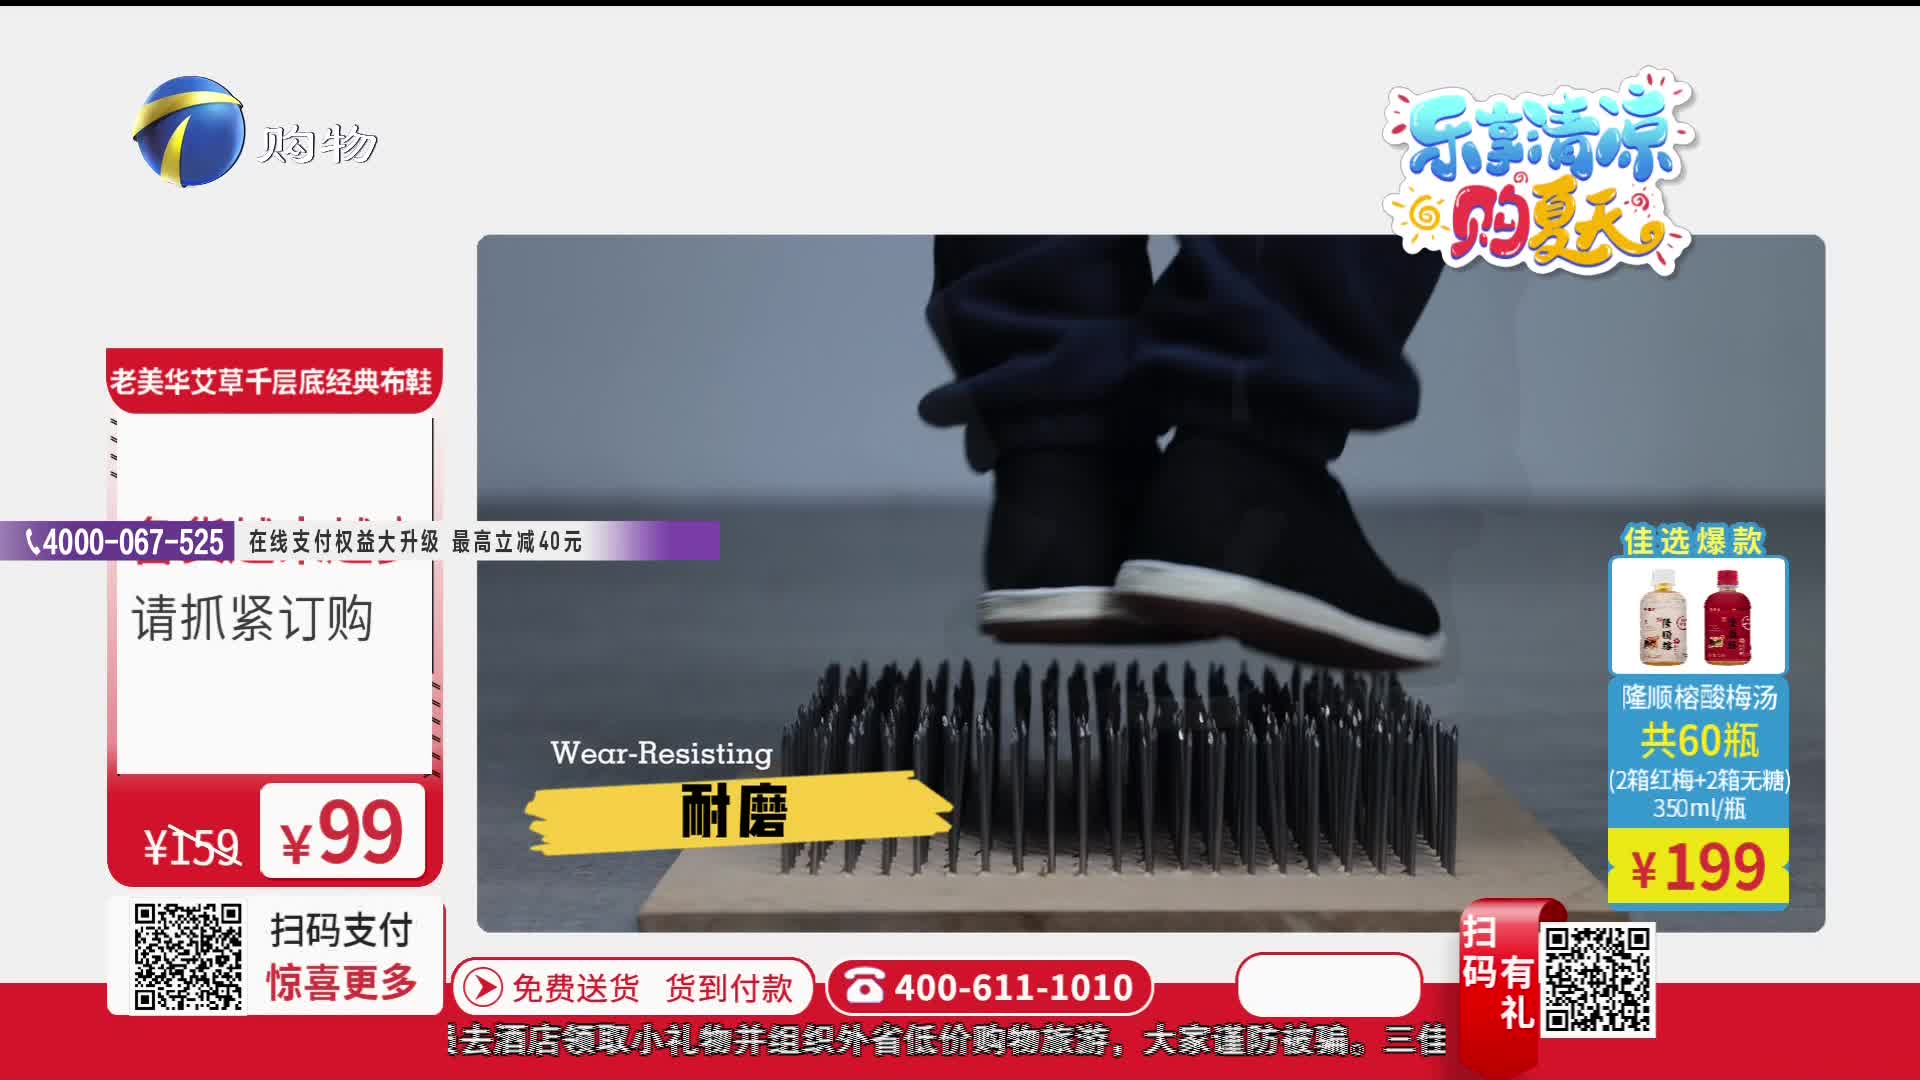 购物
乐享清凉
购夏天
老美华艾草千层底经典布鞋
4000-067-525
在线支付权益大升级 最高立减40元
请抓紧订购
¥159
¥99
扫码支付
惊喜更多
Wear-Resisting
耐磨
佳选爆款
隆顺榕酸梅汤
共60瓶
(2箱红梅+2箱无糖)
350ml/瓶
¥199
扫码有礼
免费送货 货到付款
400-611-1010
去酒店领取小礼物并组织外省低价购物旅游，大家谨防被骗。三佳